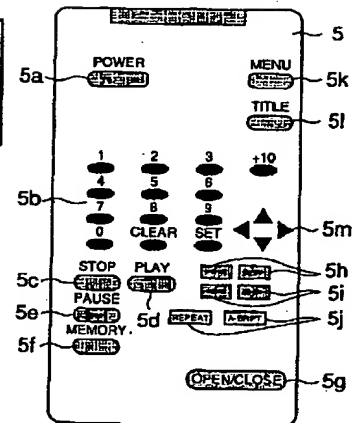 5
POWER MENU
5a 5k
TITLE
5l
1 2 3 +10
4 5 6
5b 7 8 9
0 CLEAR SET 5m
STOP PLAY 5h
5c
PAUSE 5d 5i
5e REPEAT 5j
MEMORY
5f
OPEN/CLOSE 5g